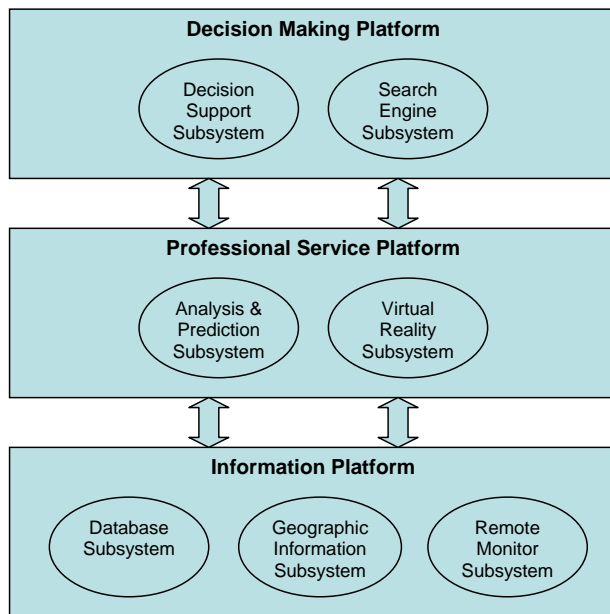 Decision Making Platform
Decision
Support
Subsystem
Search
Engine
Subsystem
Professional Service Platform
Analysis &
Prediction
Subsystem
Virtual
Reality
Subsystem
Information Platform
Database
Subsystem
Geographic
Information
Subsystem
Remote
Monitor
Subsystem